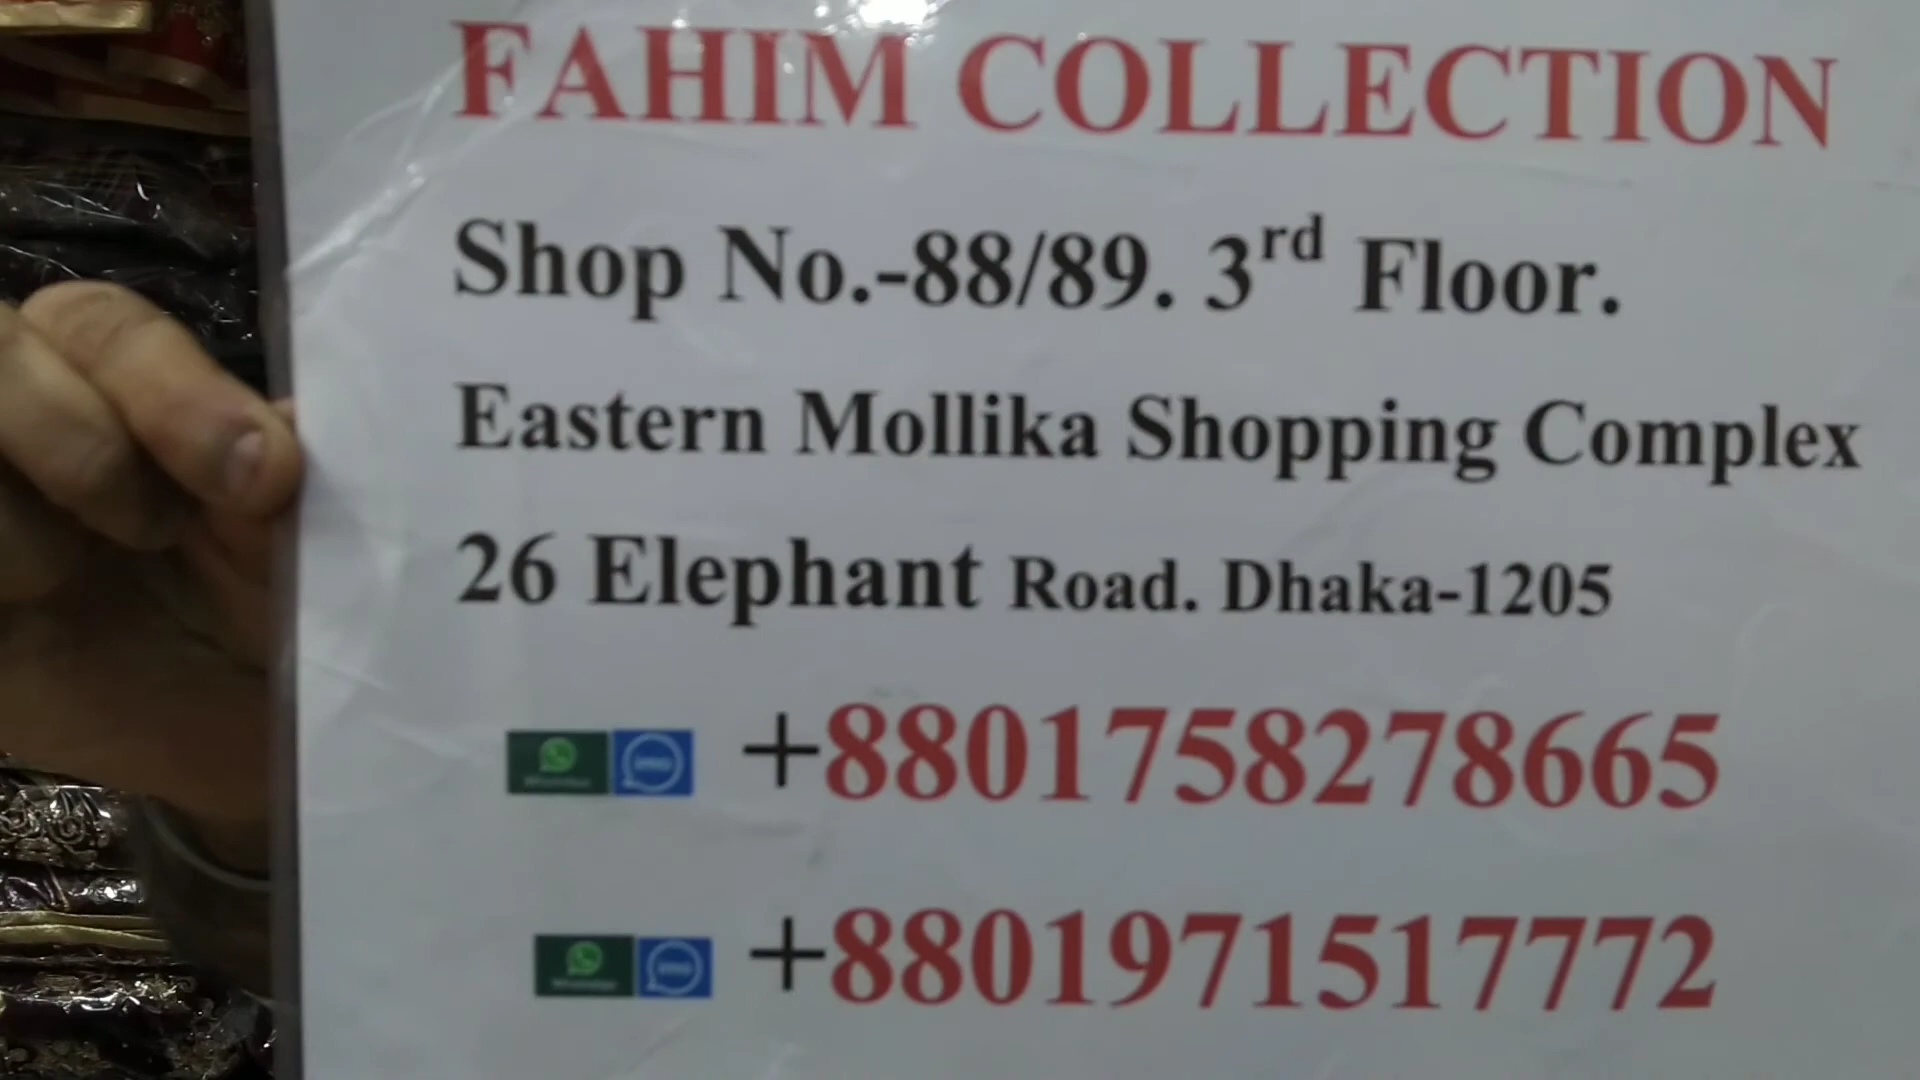 FAHIM COLLECTION
Shop No.-88/89. 3rd Floor.
Eastern Mollika Shopping Complex
26 Elephant Road. Dhaka-1205
+8801758278665
WhatsApp +8801971517772